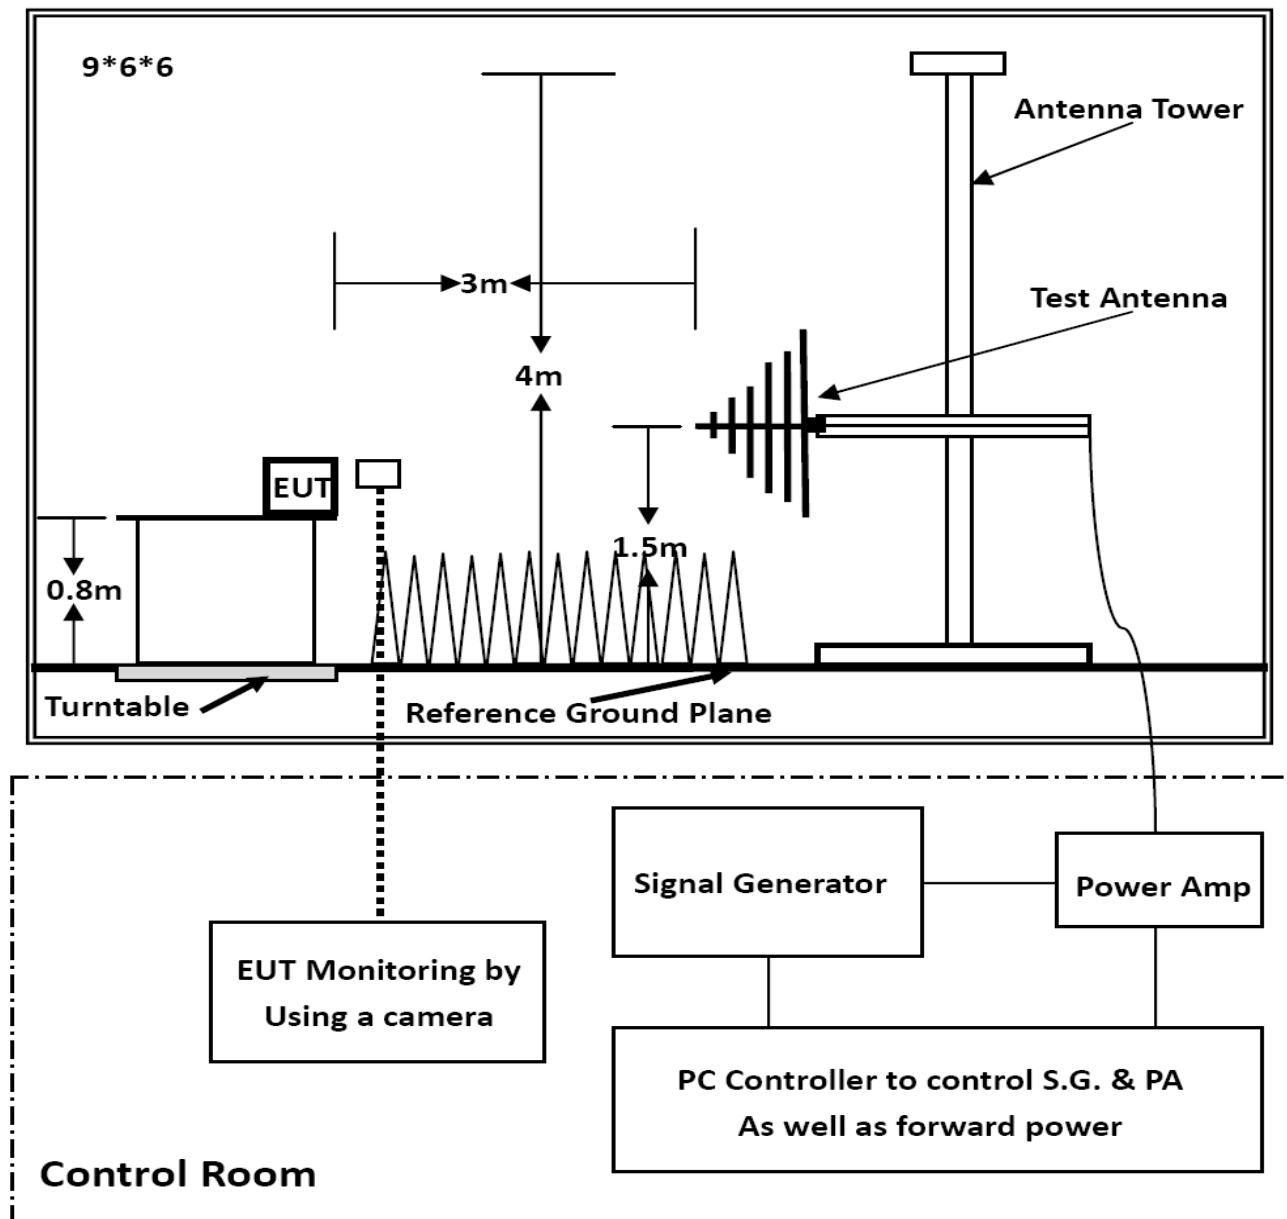 9*6*6
Antenna Tower
3m
Test Antenna
4m
EUT
1.5m
0.8m
Turntable
Reference Ground Plane
Signal Generator
Power Amp
EUT Monitoring by
Using a camera
PC Controller to control S.G. & PA
As well as forward power
Control Room